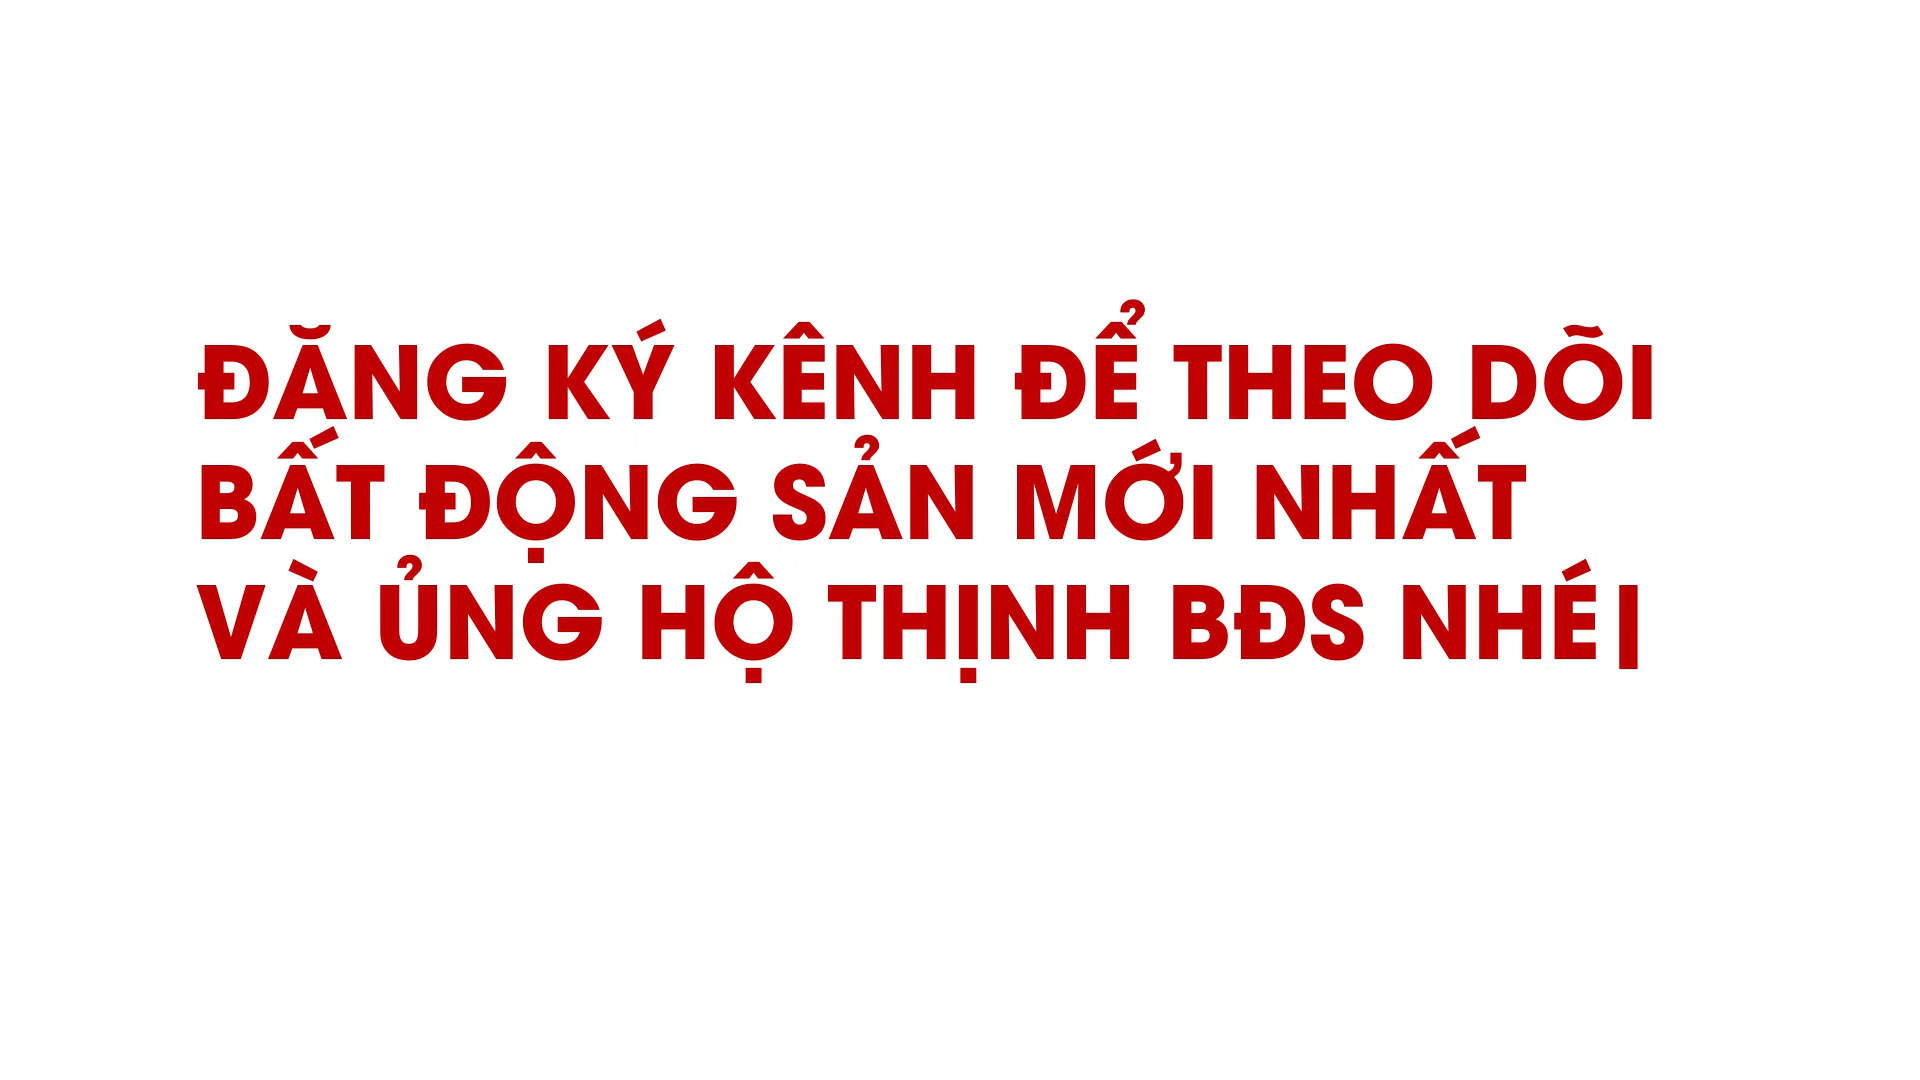 ĐĂNG KÝ KÊNH ĐỂ THEO DÕI
BẤT ĐỘNG SẢN MỚI NHẤT
VÀ ỦNG HỘ THỊNH BĐS NHÉ|